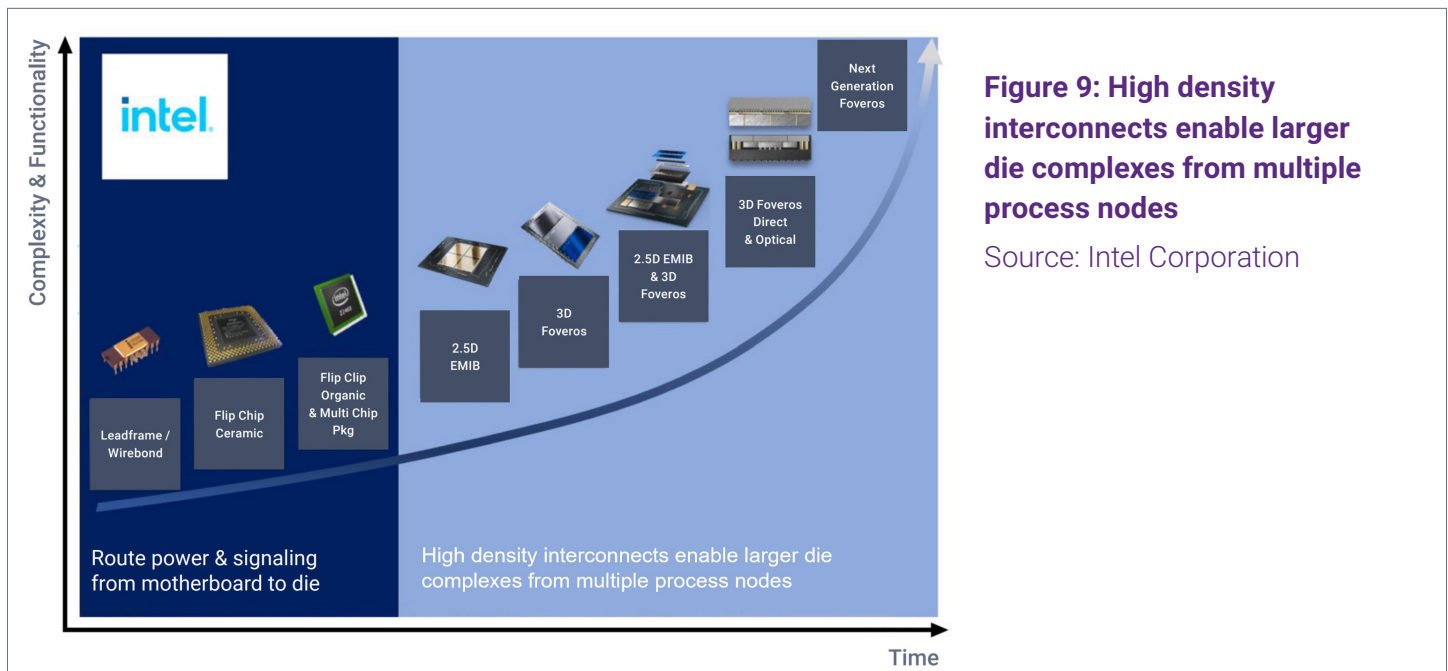 Complexity & Functionality
intel.
Leadframe /
Wirebond
Flip Chip
Ceramic
Flip Clip
Organic
& Multi Chip
Pkg
intel
2.5D
EMIB
3D
Foveros
2.5D EMIB
& 3D
Foveros
3D Foveros
Direct
& Optical
Next
Generation
Foveros
Route power & signaling
from motherboard to die
High density interconnects enable larger die
complexes from multiple process nodes
Time
Figure 9: High density
interconnects enable larger
die complexes from multiple
process nodes
Source: Intel Corporation